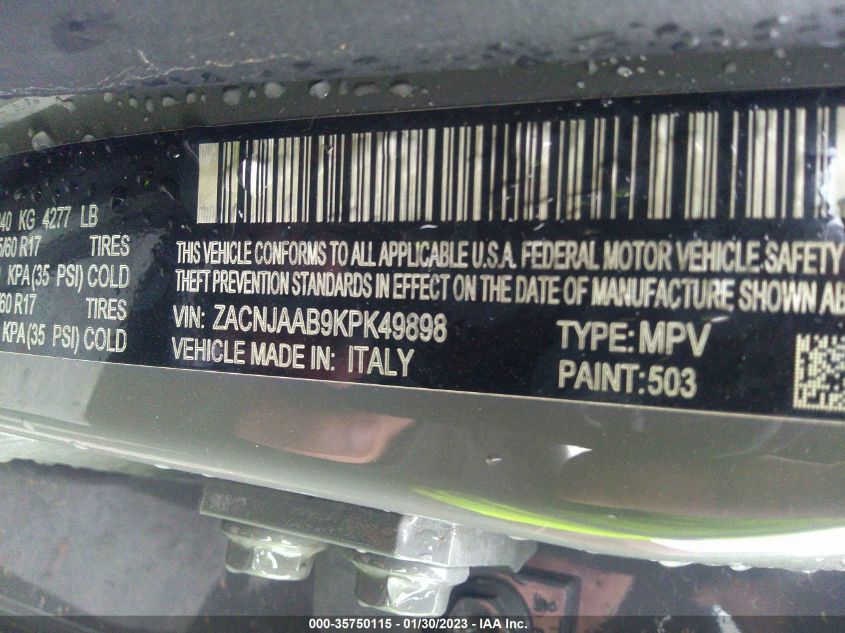 40 KG 4277 LB
5/60 R17 TIRES
KPA(35 PSI) COLD
/60 R17 TIRES
KPA(35 PSI) COLD
THIS VEHICLE CONFORMS TO ALL APPLICABLE U.S.A. FEDERAL MOTOR VEHICLE SAFETY
THEFT PREVENTION STANDARDS IN EFFECT ON THE DATE OF MANUFACTURE SHOWN AB
VIN: ZACNJAAB9KPK49898 TYPE: MPV
VEHICLE MADE IN: ITALY PAINT: 503
000-35750115 - 01/30/2023 - IAA Inc.